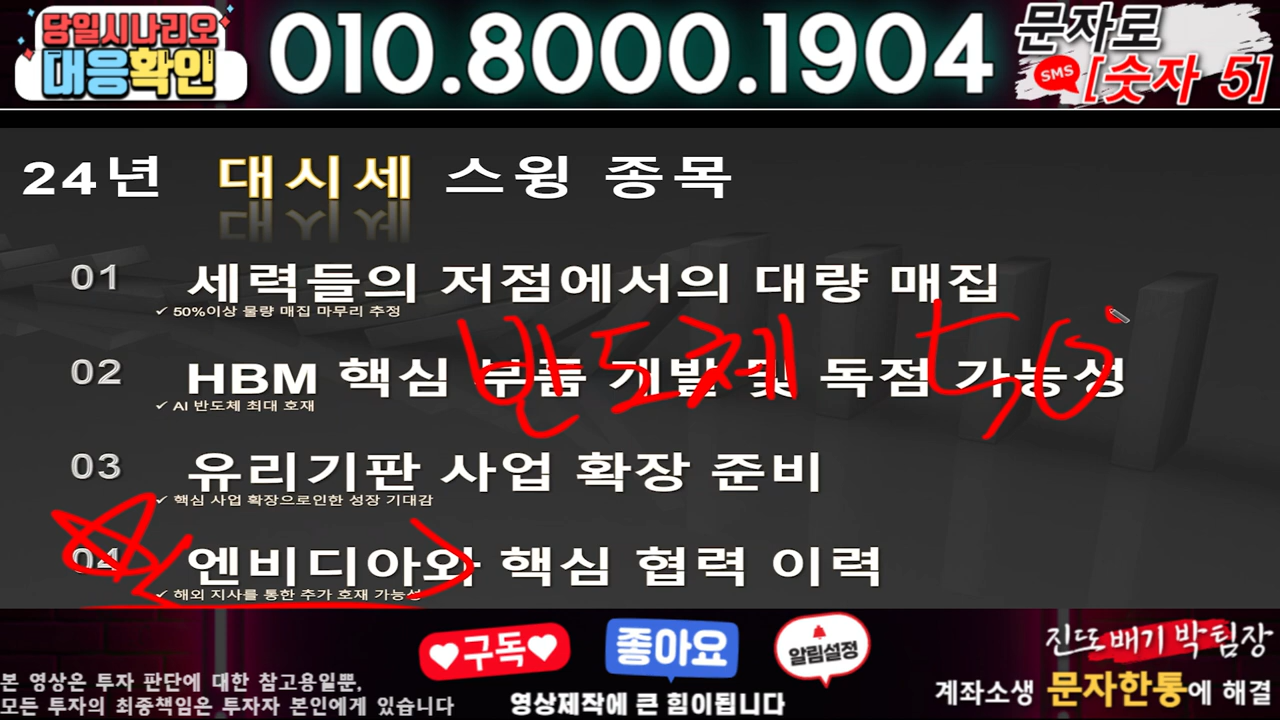 당일시나리오
대응확인
010.8000.1904
문자로
SMS [숫자 5]
24년 대시세 스윙 종목
01 세력들의 저점에서의 대량 매집
✓ 50%이상 물량 매집 마무리 추정
02 HBM 핵심 부품 개발 및 독점 가능성
✓ AI 반도체 최대 호재
반도체
03 유리기판 사업 확장 준비
✓ 핵심 사업 확장으로인한 성장 기대감
04 엔비디아와 핵심 협력 이력
✓ 해외 지사를 통한 추가 호재 가능성
구독
좋아요
알림설정
영상제작에 큰 힘이됩니다
본 영상은 투자 판단에 대한 참고용일뿐,
모든 투자의 최종책임은 투자자 본인에게 있습니다
진또배기 박팀장
계좌소생 문자한통에 해결